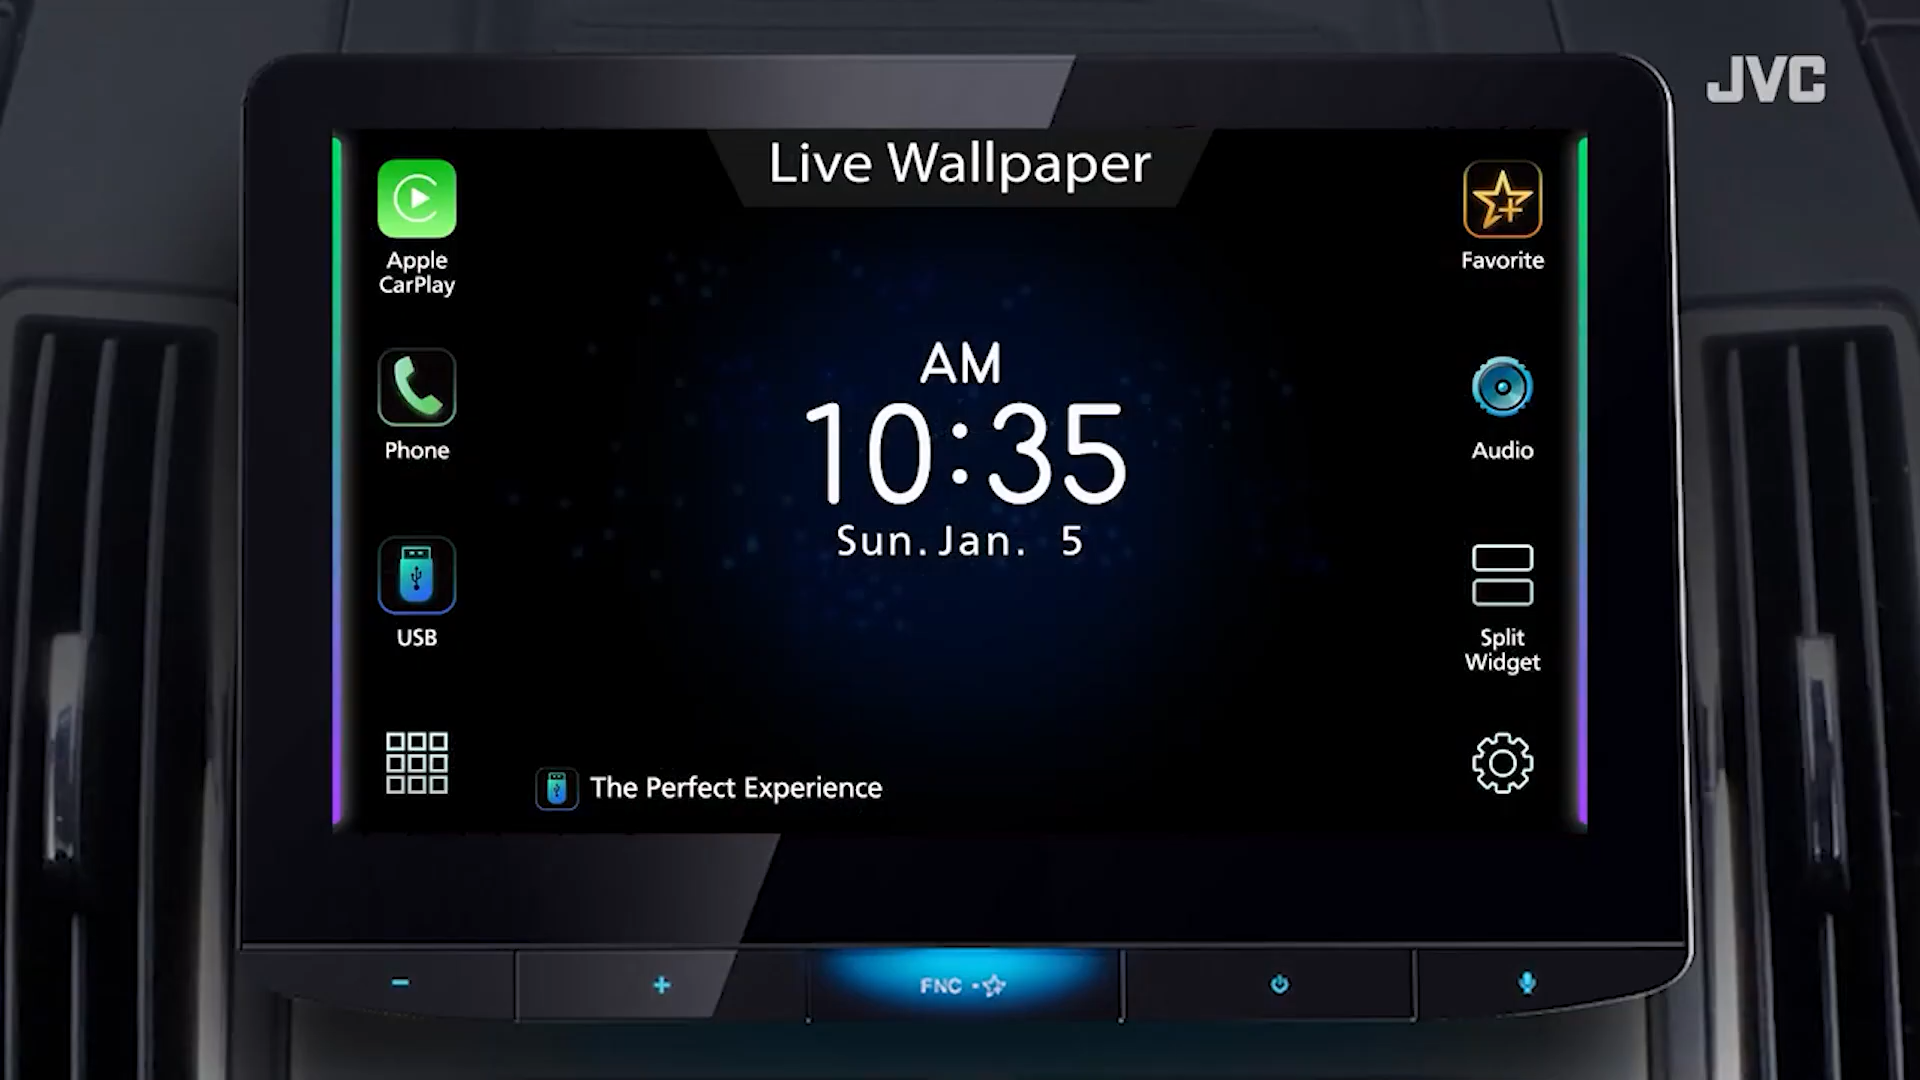 JVC
Live Wallpaper
Apple
CarPlay
Favorite
AM
10:35
Sun. Jan. 5
Phone
Audio
USB
Split
Widget
The Perfect Experience
FNC